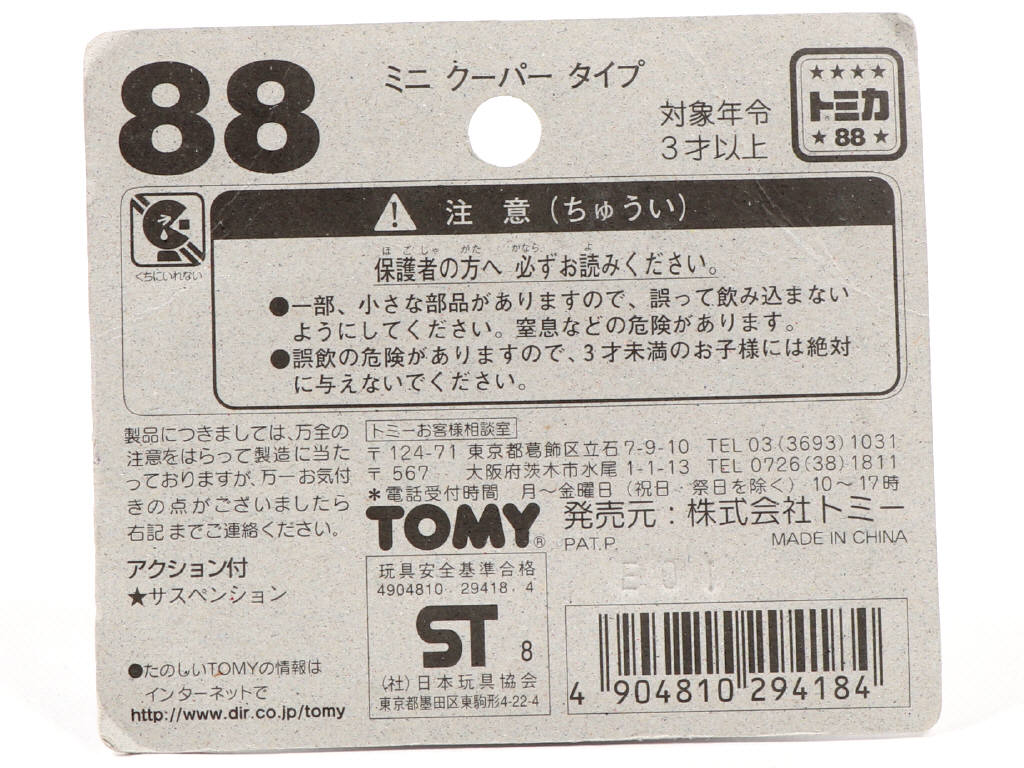 88
ミニ クーパー タイプ
対象年令
3才以上
★★★★
トミカ
★88★
くちにいれない
注 意 (ちゅうい)
ほごしゃ がた かなら よ
保護者の方へ 必ずお読みください。
●一部、小さな部品がありますので、誤って飲み込まない
ようにしてください。窒息などの危険があります。
●誤飲の危険がありますので、3才未満のお子様には絶対
に与えないでください。
製品につきましては、万全の
注意をはらって製造に当た
っておりますが、万一お気付
きの点がございましたら
右記までご連絡ください。
アクション付
★サスペンション
●たのしいTOMYの情報は
インターネットで
http://www.dir.co.jp/tomy
トミーお客様相談室
〒124-71 東京都葛飾区立石7-9-10 TEL 03(3693)1031
〒567 大阪府茨木市水尾1-1-13 TEL 0726(38)1811
*電話受付時間 月〜金曜日(祝日・祭日を除く) 10〜17時
TOMY® 発売元:株式会社トミー
PAT.P. MADE IN CHINA
E01
玩具安全基準合格
4904810 29418 4
ST 8
(社)日本玩具協会
東京都墨田区東駒形4-22-4
4 904810 294184